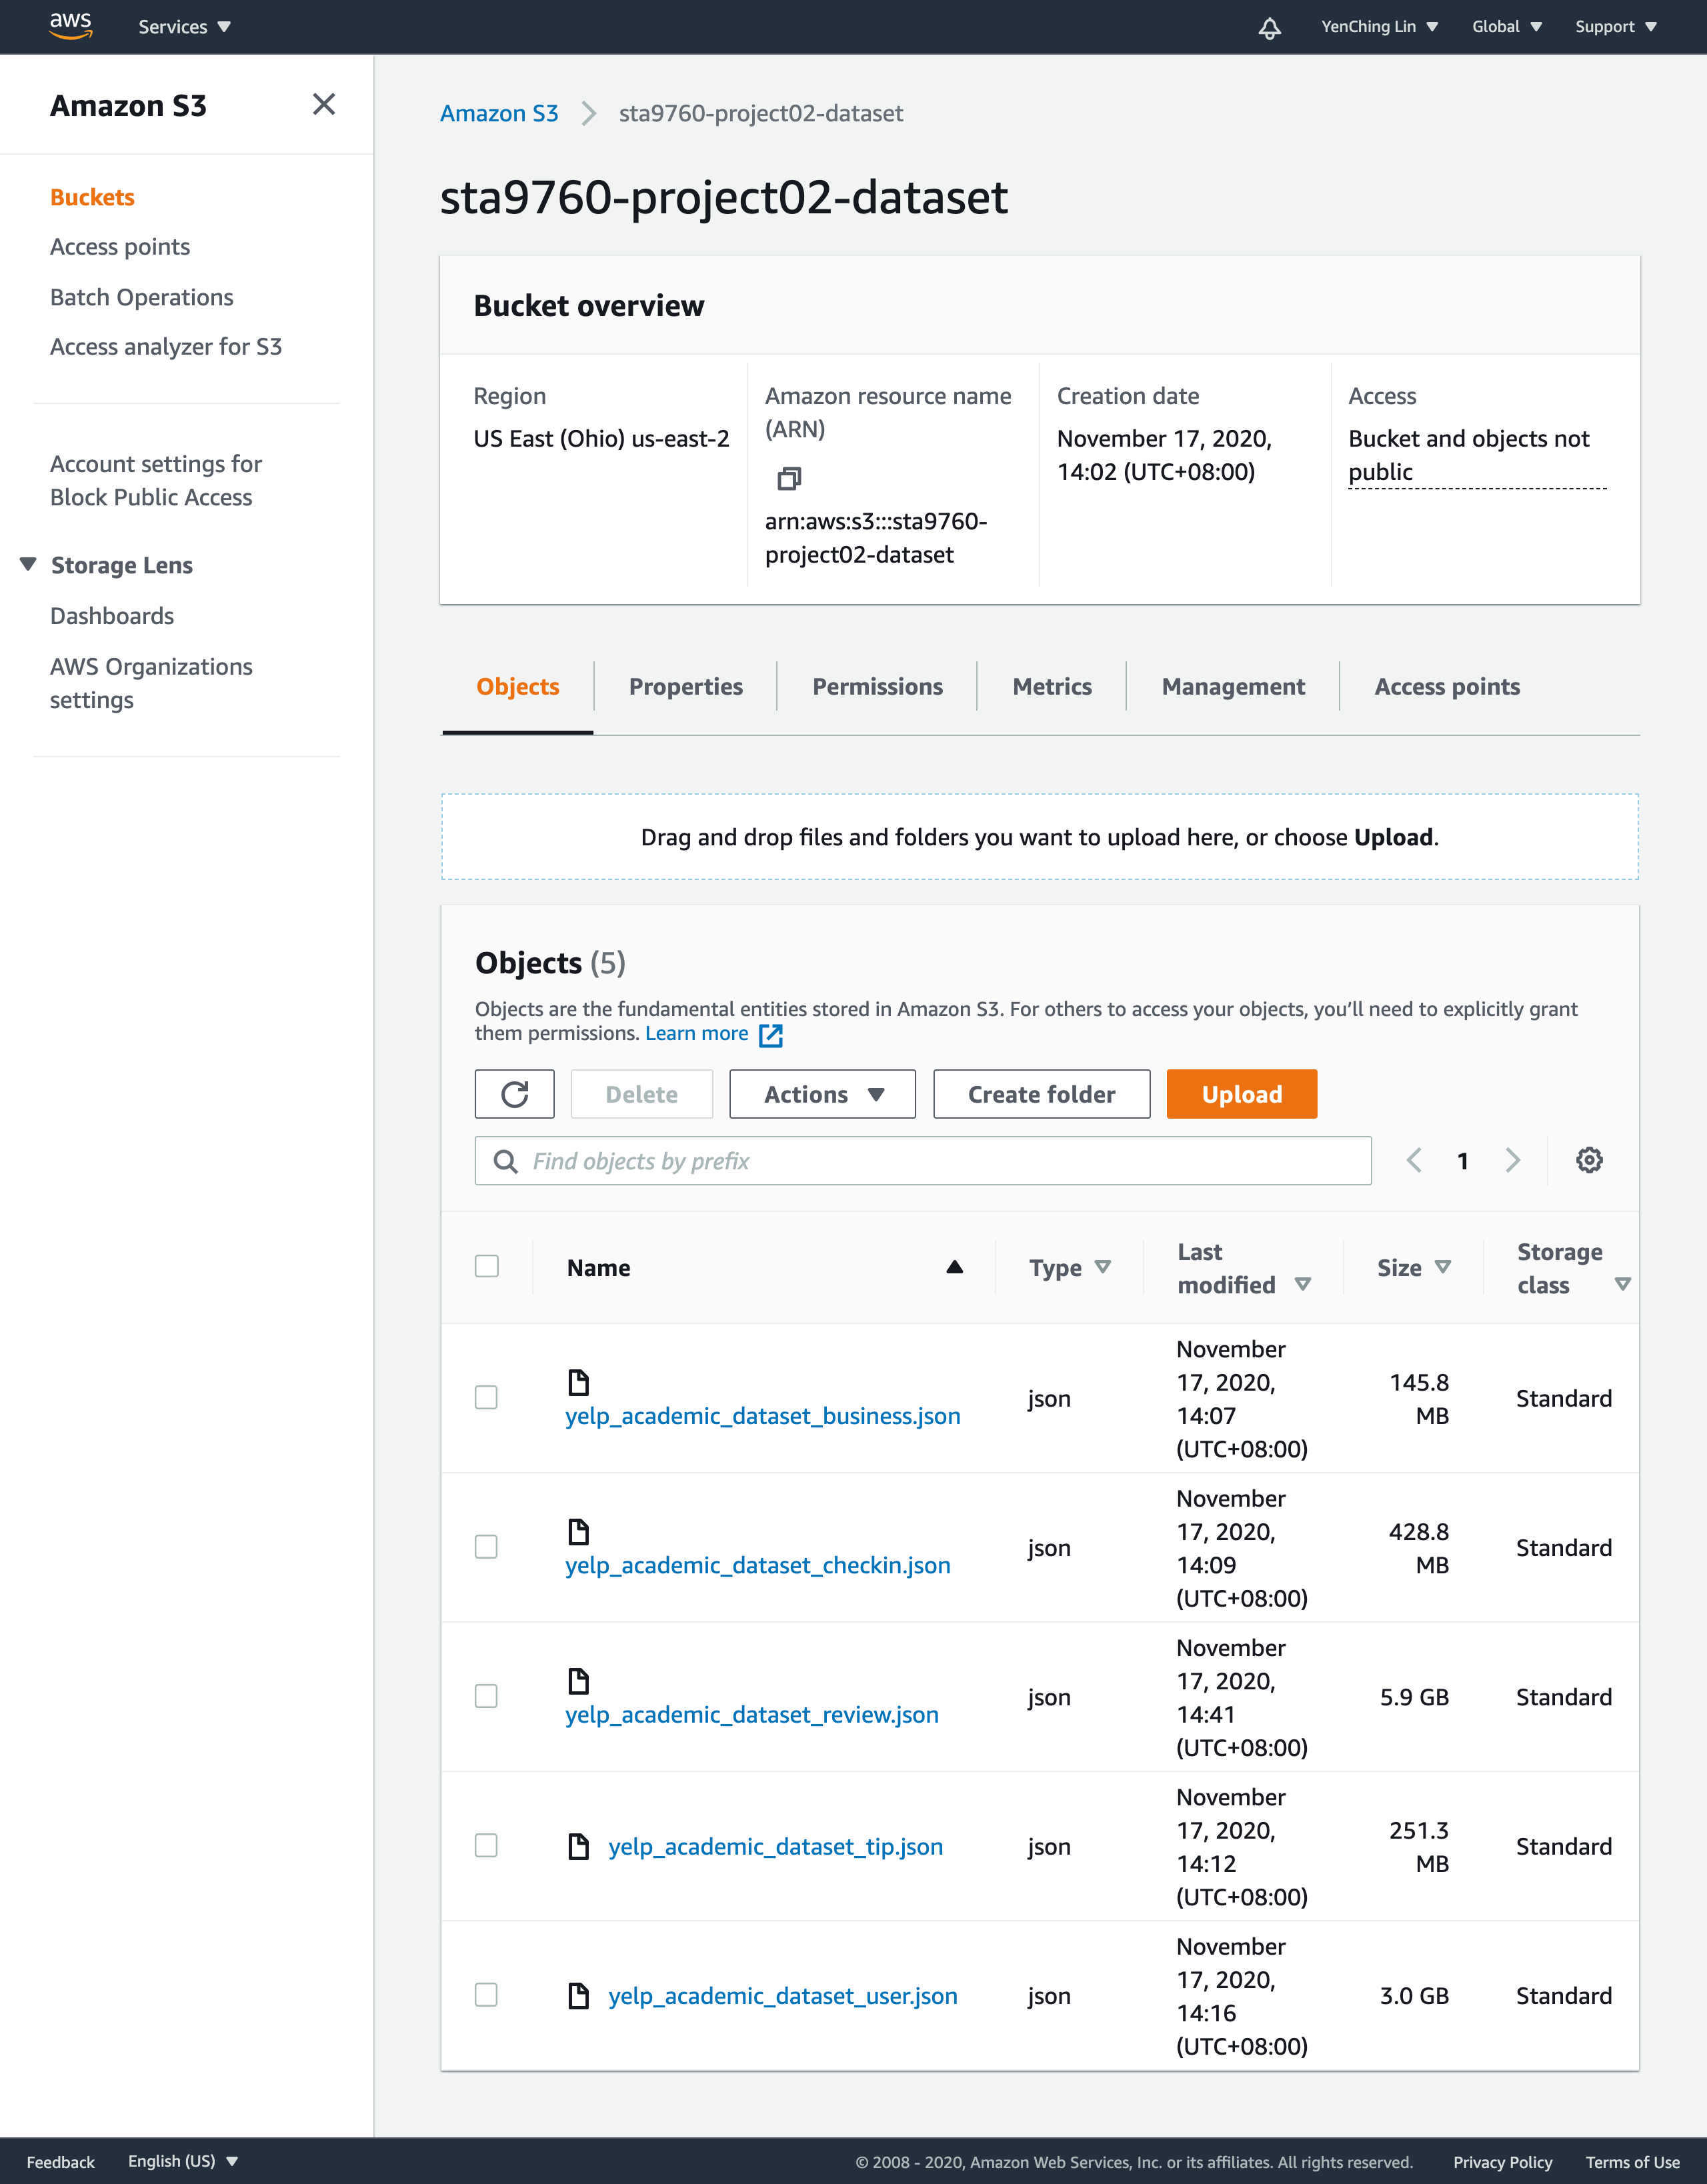 aws
Services
YenChing Lin
Global
Support
Amazon S3
Buckets
Access points
Batch Operations
Access analyzer for S3
Account settings for
Block Public Access
Storage Lens
Dashboards
AWS Organizations
settings
Amazon S3
sta9760-project02-dataset
sta9760-project02-dataset
Bucket overview
Region
US East (Ohio) us-east-2
Amazon resource name
(ARN)
arn:aws:s3:::sta9760-
project02-dataset
Creation date
November 17, 2020,
14:02 (UTC+08:00)
Access
Bucket and objects not
public
Objects
Properties
Permissions
Metrics
Management
Access points
Drag and drop files and folders you want to upload here, or choose Upload.
Objects (5)
Objects are the fundamental entities stored in Amazon S3. For others to access your objects, you’ll need to explicitly grant
them permissions. Learn more
Delete
Actions
Create folder
Upload
Find objects by prefix
1
Name
Type
Last
modified
Size
Storage
class
yelp_academic_dataset_business.json
json
November
17, 2020,
14:07
(UTC+08:00)
145.8
MB
Standard
yelp_academic_dataset_checkin.json
json
November
17, 2020,
14:09
(UTC+08:00)
428.8
MB
Standard
yelp_academic_dataset_review.json
json
November
17, 2020,
14:41
(UTC+08:00)
5.9 GB
Standard
yelp_academic_dataset_tip.json
json
November
17, 2020,
14:12
(UTC+08:00)
251.3
MB
Standard
yelp_academic_dataset_user.json
json
November
17, 2020,
14:16
(UTC+08:00)
3.0 GB
Standard
Feedback
English (US)
© 2008 - 2020, Amazon Web Services, Inc. or its affiliates. All rights reserved.
Privacy Policy
Terms of Use